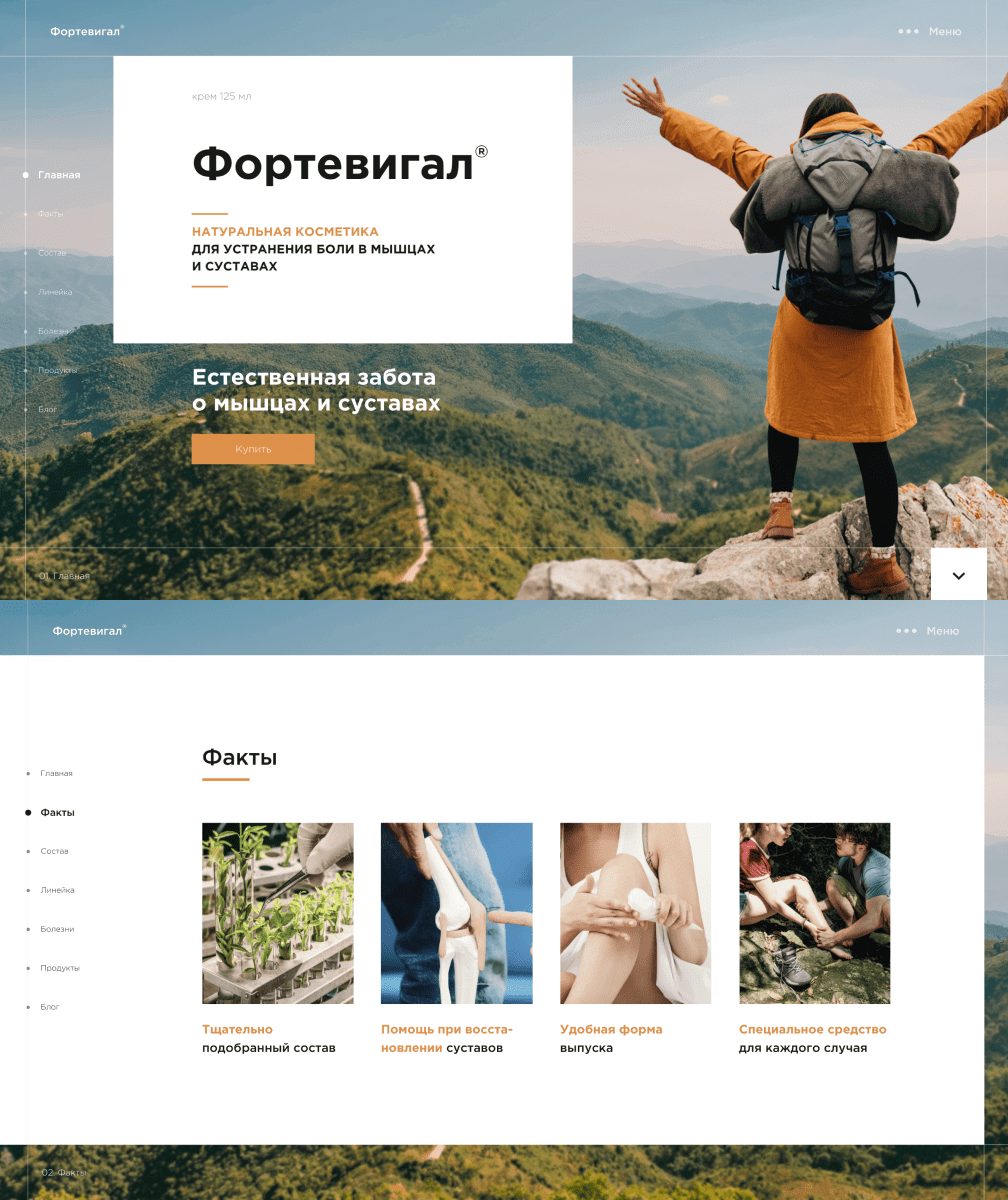 Фортевигал®
Меню
крем 125 мл
Фортевигал®
НАТУРАЛЬНАЯ КОСМЕТИКА
ДЛЯ УСТРАНЕНИЯ БОЛИ В МЫШЦАХ
И СУСТАВАХ
Главная
Факты
Состав
Линейка
Болезни
Продукты
Блог
Естественная забота
о мышцах и суставах
Купить
01. Главная
Фортевигал®
Меню
Главная
Факты
Состав
Линейка
Болезни
Продукты
Блог
Факты
Тщательно
подобранный состав
Помощь при восста-
новлении суставов
Удобная форма
выпуска
Специальное средство
для каждого случая
02. Факты